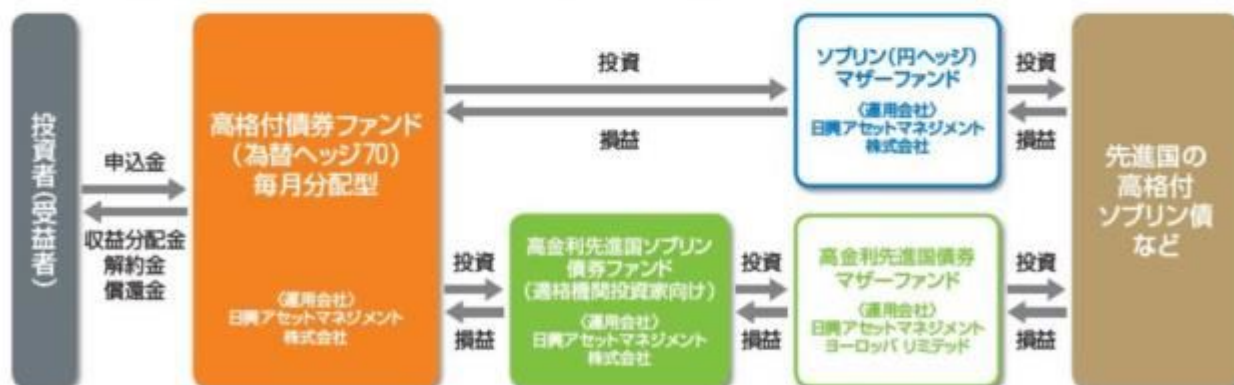 投資者(受益者)
申込金
収益分配金
解約金
償還金
高格付債券ファンド
(為替ヘッジ70)
毎月分配型
〈運用会社〉
日興アセットマネジメント
株式会社
投資
損益
ソブリン(円ヘッジ)
マザーファンド
〈運用会社〉
日興アセットマネジメント
株式会社
投資
損益
投資
損益
高金利先進国ソブリン
債券ファンド
(適格機関投資家向け)
〈運用会社〉
日興アセットマネジメント
株式会社
投資
損益
高金利先進国債券
マザーファンド
〈運用会社〉
日興アセットマネジメント
ヨーロッパ リミテッド
投資
損益
先進国の
高格付
ソブリン債
など